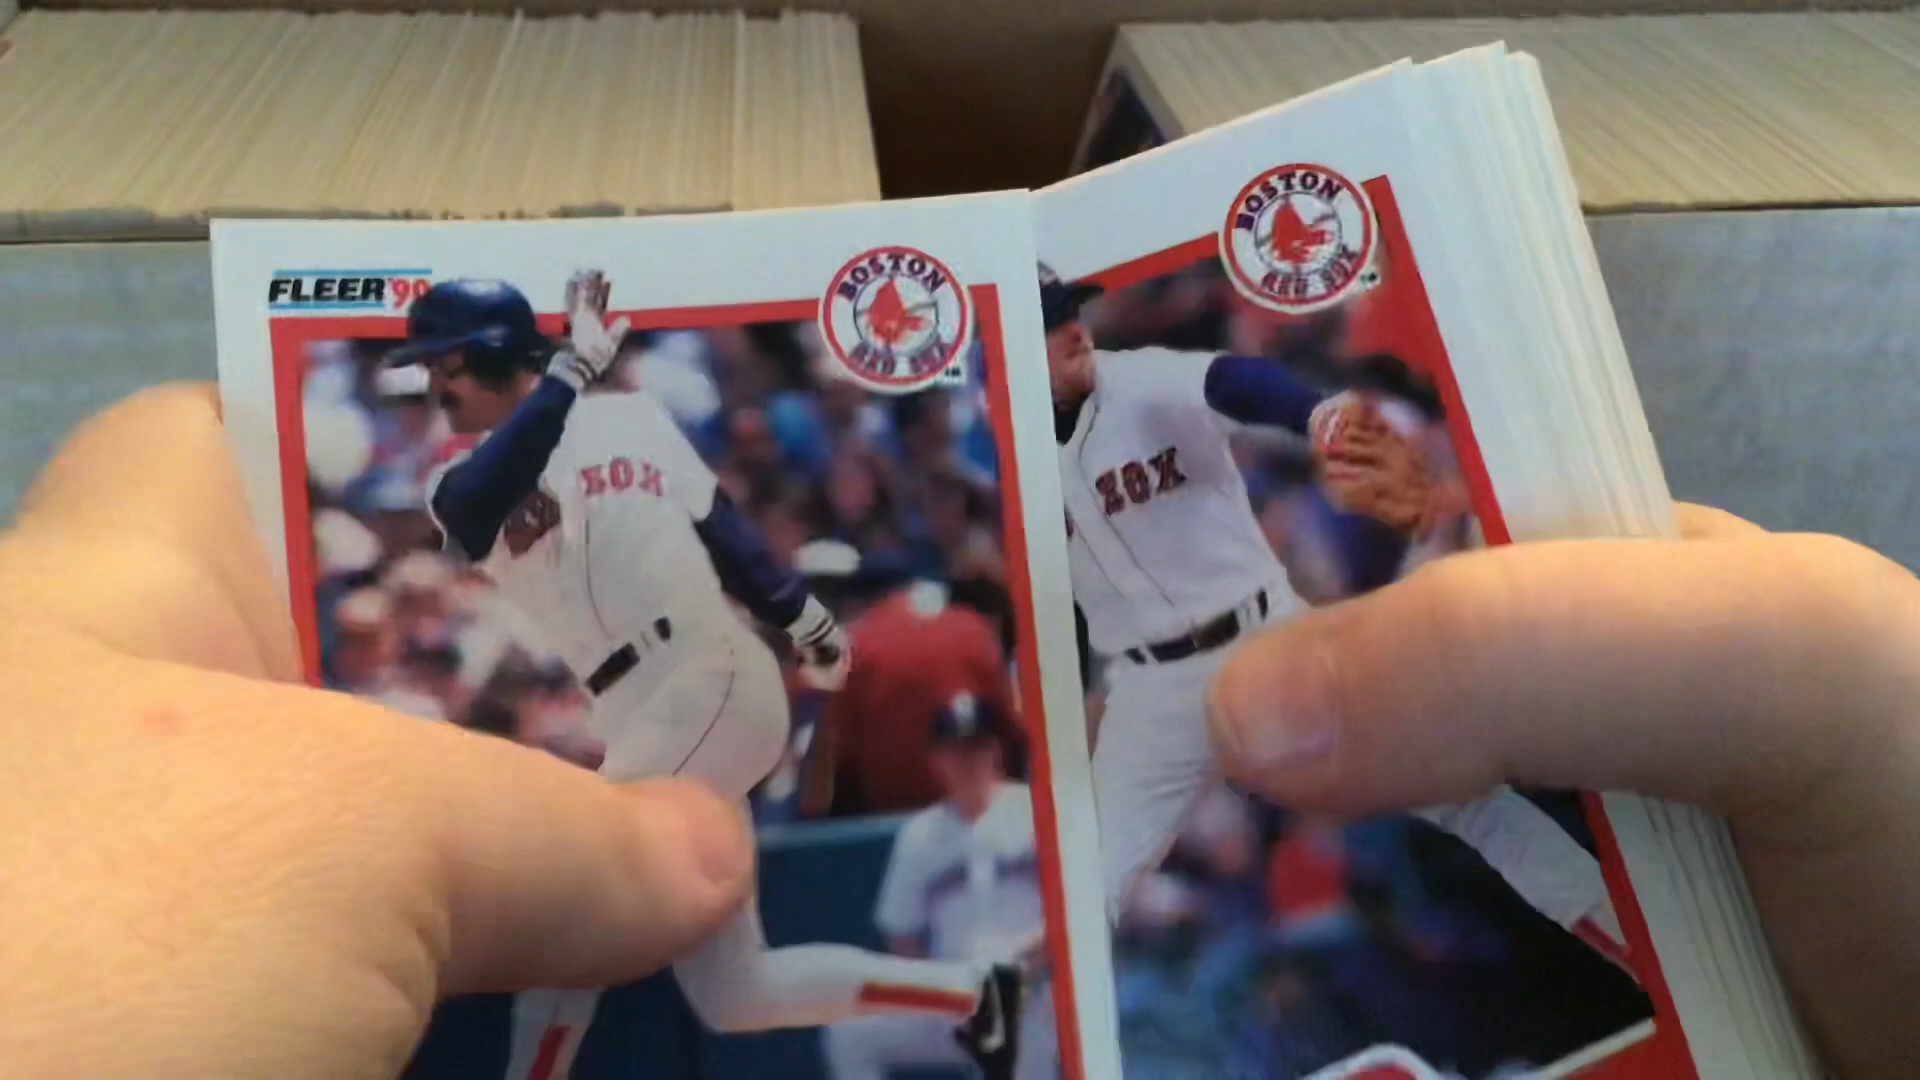 FLEER '90
BOSTON
RED SOX
BOSTON
RED SOX
SOX
SOX